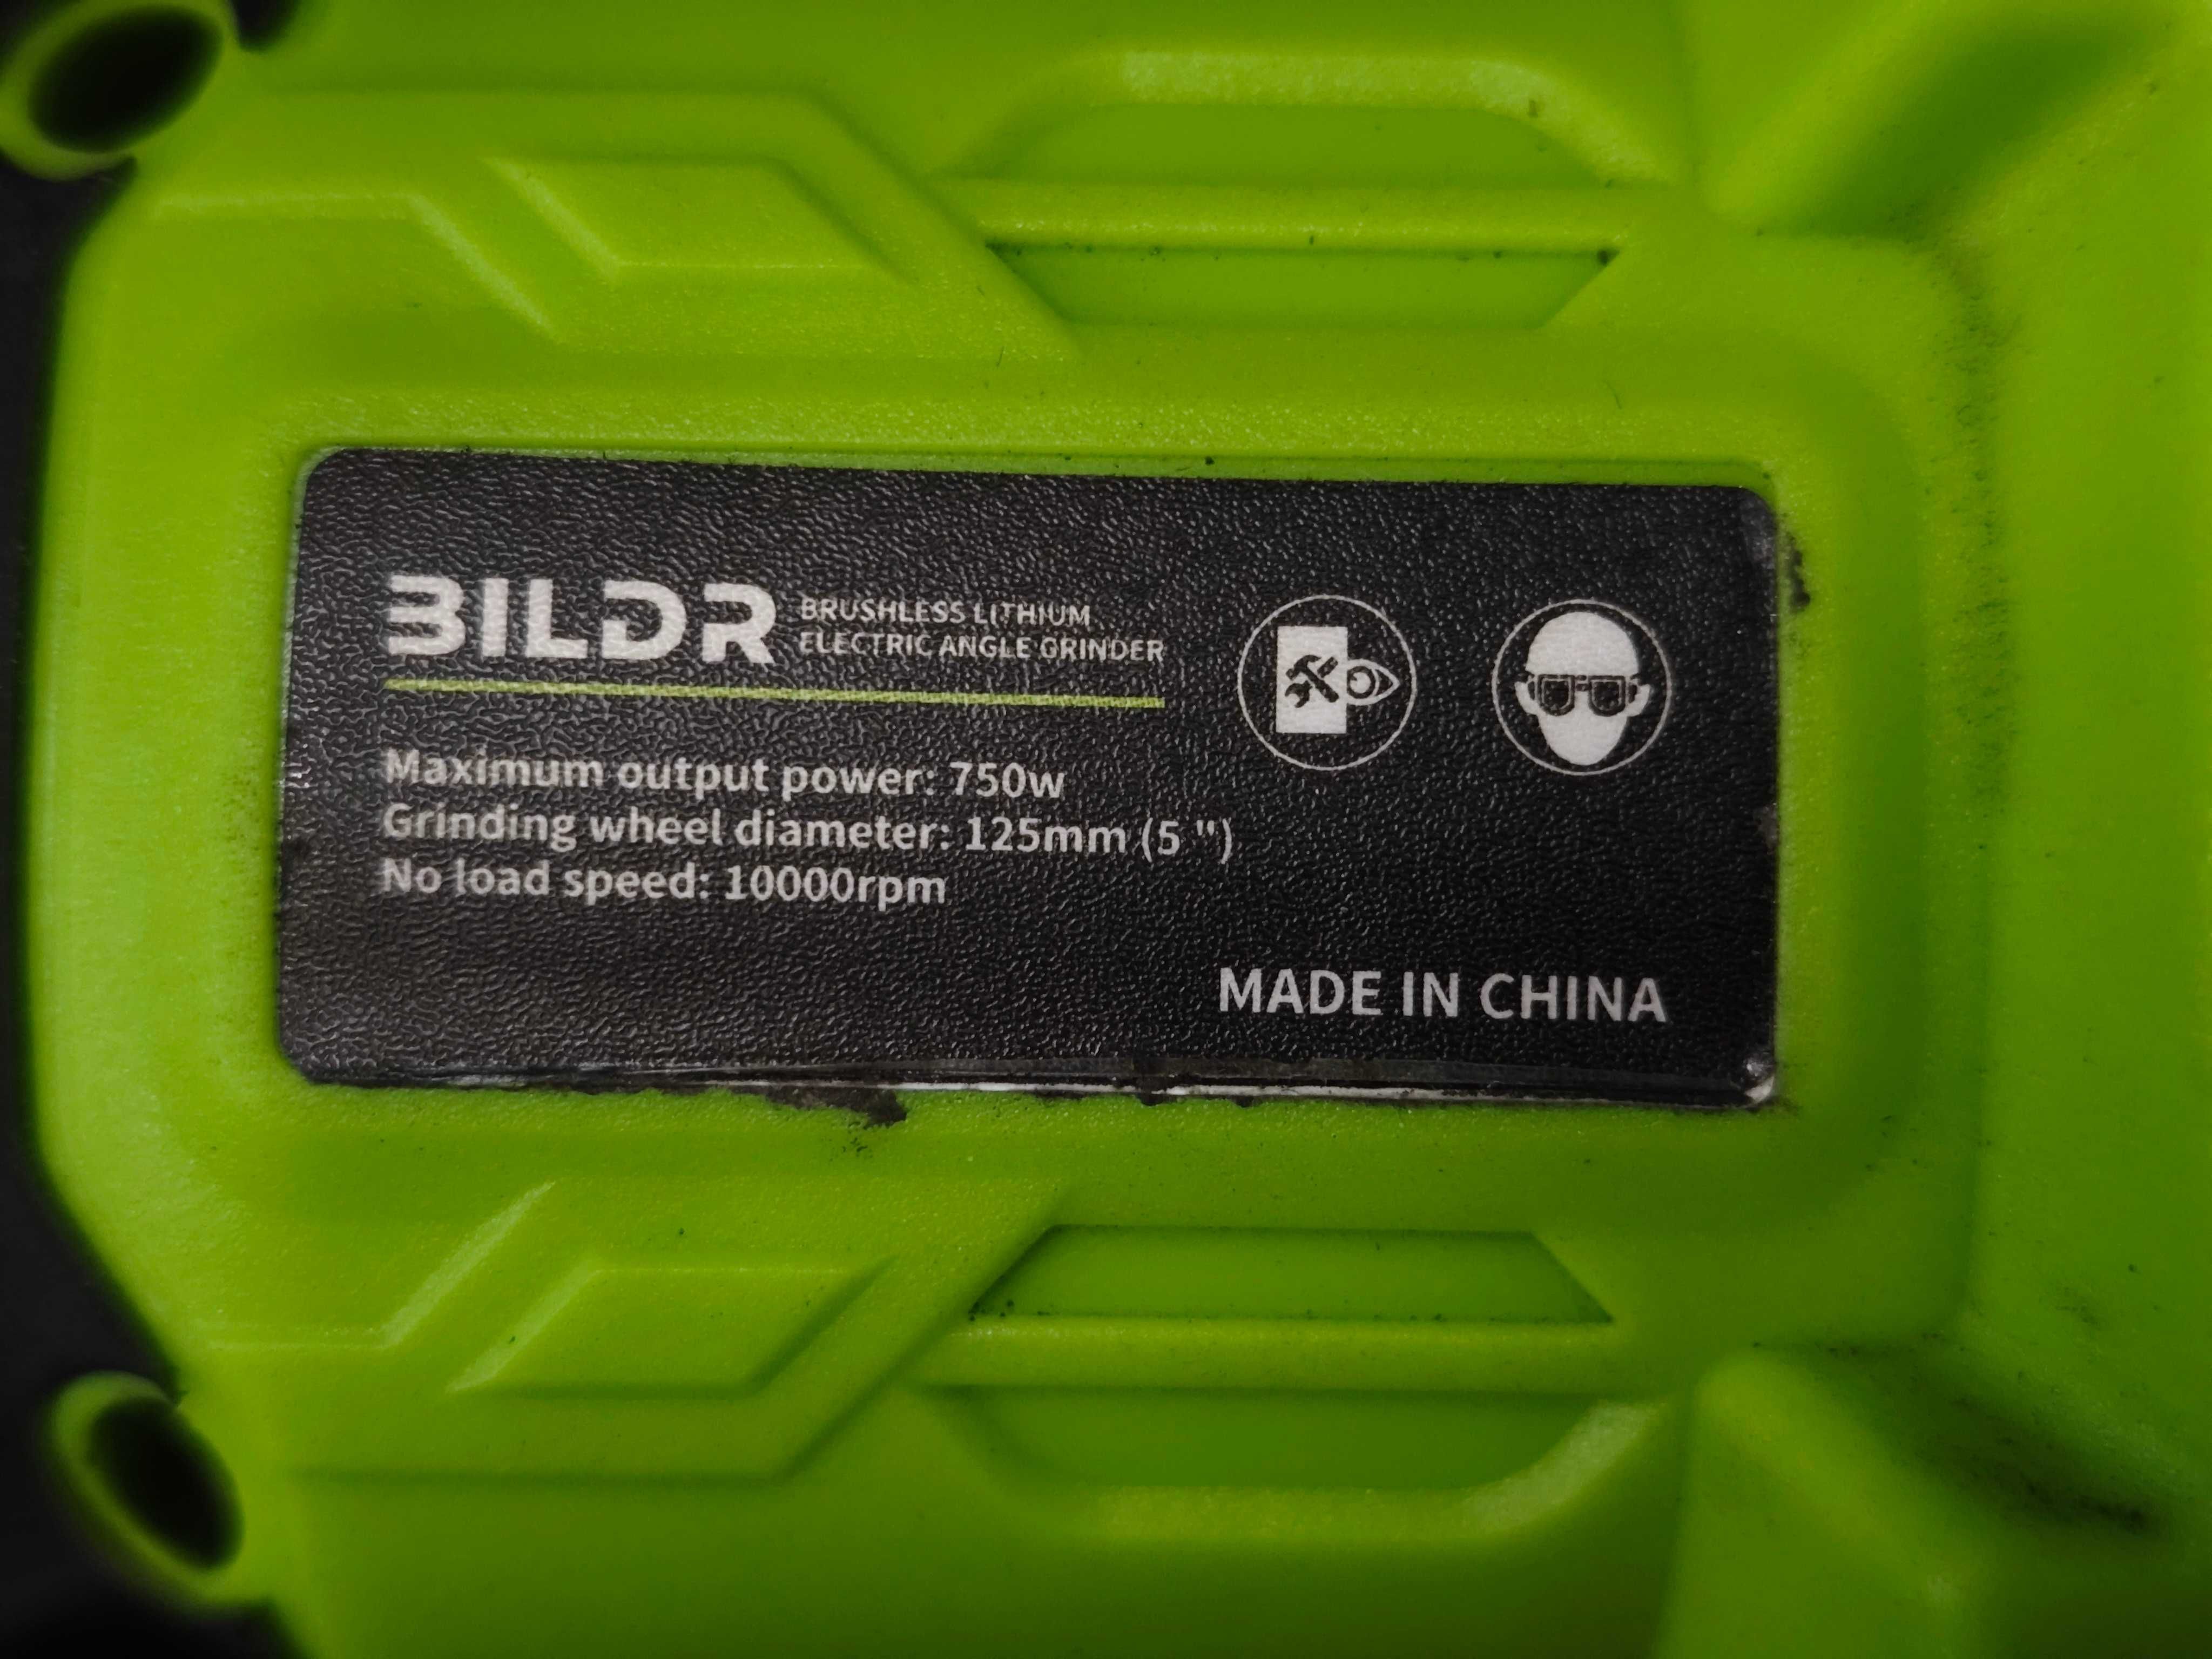 BILDR
BRUSHLESS LITHIUM
ELECTRIC ANGLE GRINDER
Maximum output power: 750w
Grinding wheel diameter: 125mm (5 ")
No load speed: 10000rpm
MADE IN CHINA